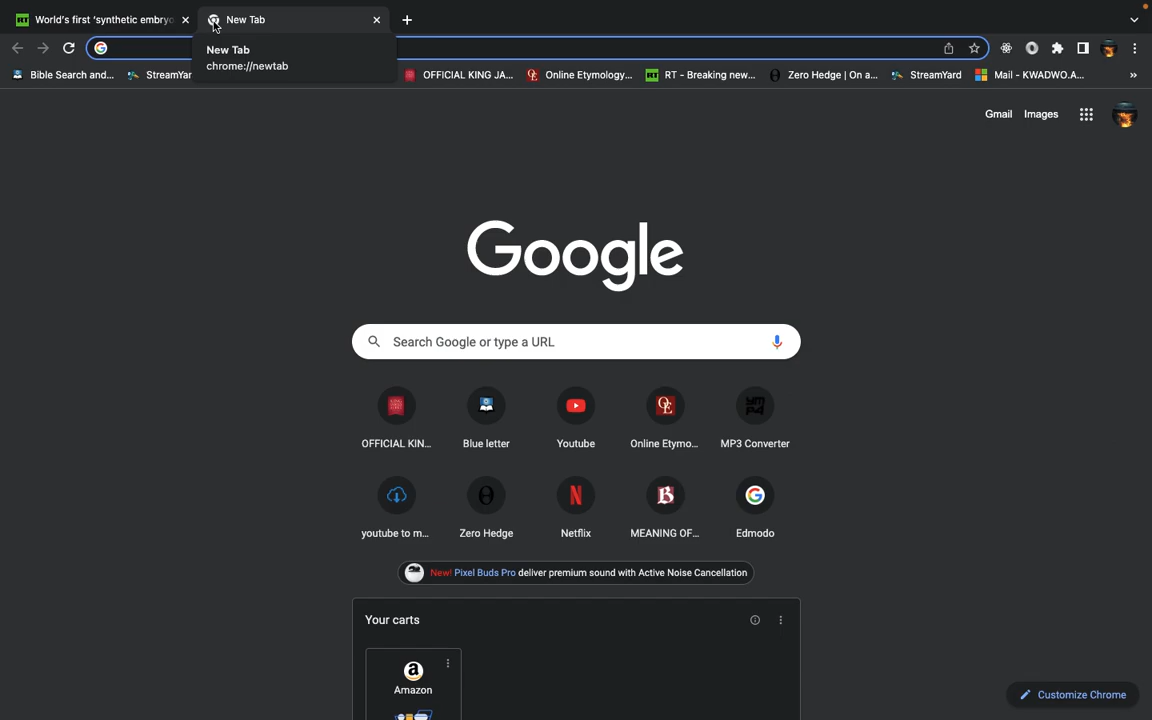 World's first 'synthetic embryo
New Tab
New Tab
chrome://newtab
Bible Search and...
StreamYar
OFFICIAL KING JA...
Online Etymology...
RT - Breaking new...
Zero Hedge | On a...
StreamYard
Mail - KWADWO.A...
Gmail Images
Google
Search Google or type a URL
OFFICIAL KIN...
Blue letter
Youtube
Online Etymo...
MP3 Converter
youtube to m...
Zero Hedge
Netflix
MEANING OF...
Edmodo
New! Pixel Buds Pro deliver premium sound with Active Noise Cancellation
Your carts
Amazon
Customize Chrome